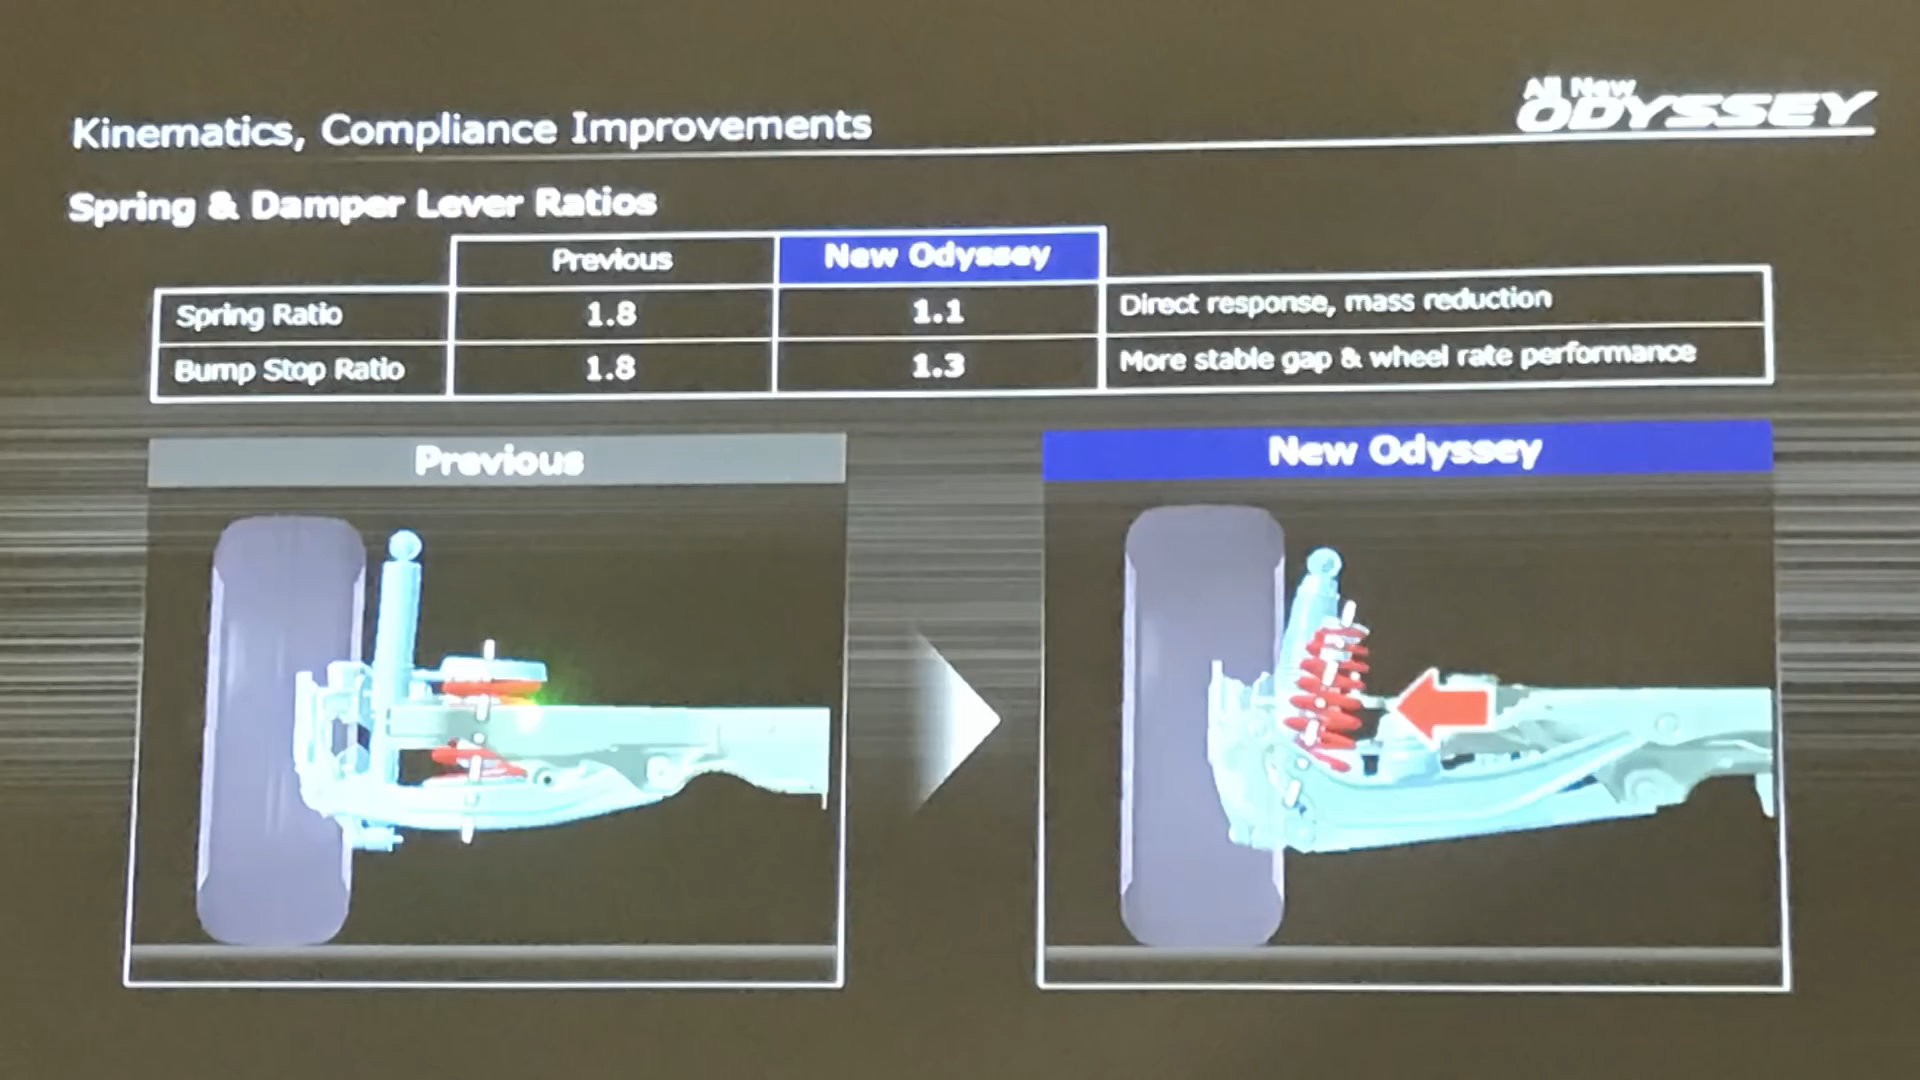 All New
ODYSSEY
Kinematics, Compliance Improvements
Spring & Damper Lever Ratios
Previous New Odyssey
Spring Ratio 1.8 1.1 Direct response, mass reduction
Bump Stop Ratio 1.8 1.3 More stable gap & wheel rate performance
Previous
New Odyssey